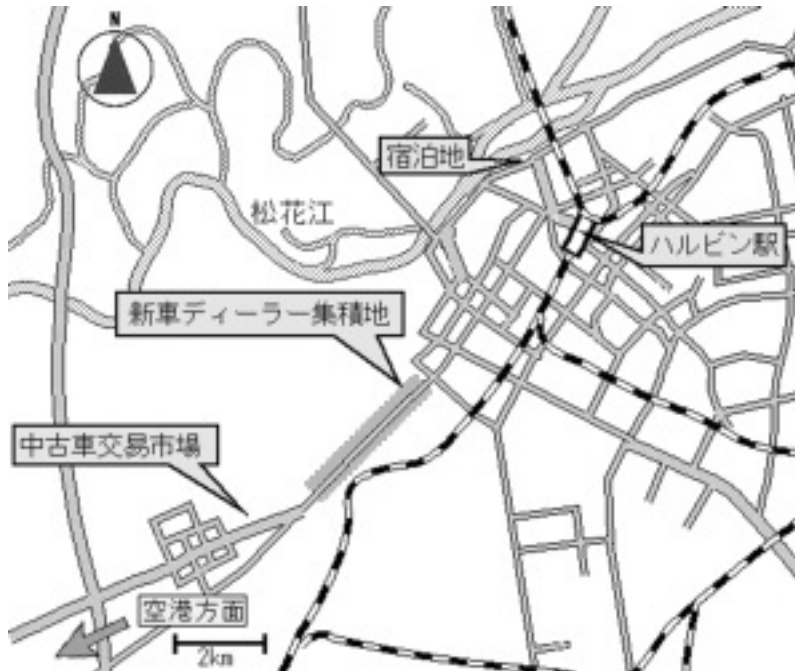 N
宿泊地
松花江
ハルビン駅
新車ディーラー集積地
中古車交易市場
空港方面
2km